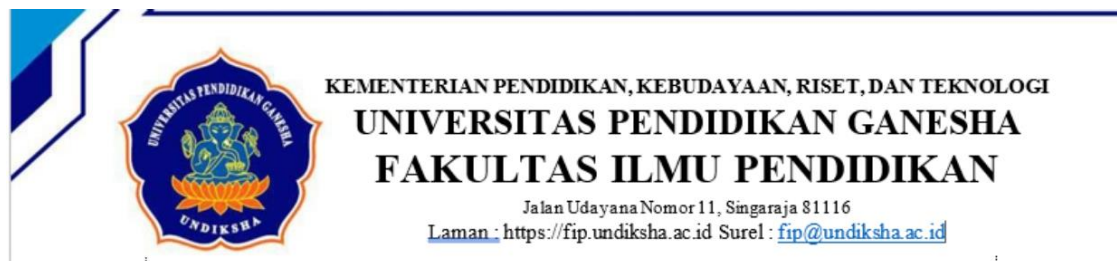 UNIVERSITAS PENDIDIKAN GANESHA
UNDIKSHA
KEMENTERIAN PENDIDIKAN, KEBUDAYAAN, RISET, DAN TEKNOLOGI
UNIVERSITAS PENDIDIKAN GANESHA
FAKULTAS ILMU PENDIDIKAN
Jalan Udayana Nomor 11, Singaraja 81116
Laman : https://fip.undiksha.ac.id Surel : fip@undiksha.ac.id